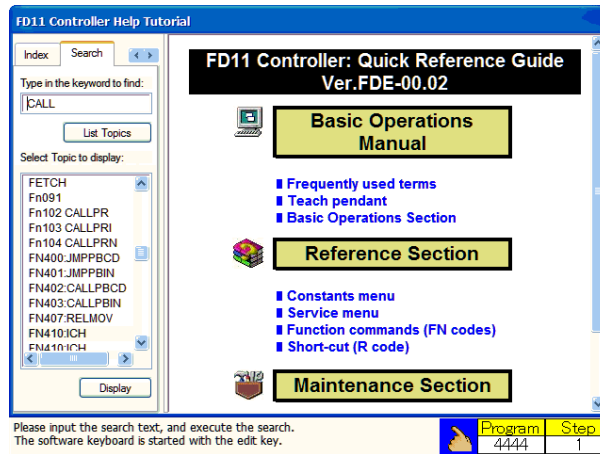 FD11 Controller Help Tutorial
Index
Search
Type in the keyword to find:
CALL
List Topics
Select Topic to display:
FETCH
Fn091
Fn102 CALLPR
Fn103 CALLPRI
Fn104 CALLPRN
FN400:JMPPBCD
FN401:JMPPBIN
FN402:CALLPBCD
FN403:CALLPBIN
FN407:RELMOV
FN410:ICH
FN410:ICH
Display
FD11 Controller: Quick Reference Guide
Ver.FDE-00.02
Basic Operations
Manual
Frequently used terms
Teach pendant
Basic Operations Section
Reference Section
Constants menu
Service menu
Function commands (FN codes)
Short-cut (R code)
Maintenance Section
Please input the search text, and execute the search.
The software keyboard is started with the edit key.
Program Step
4444 1